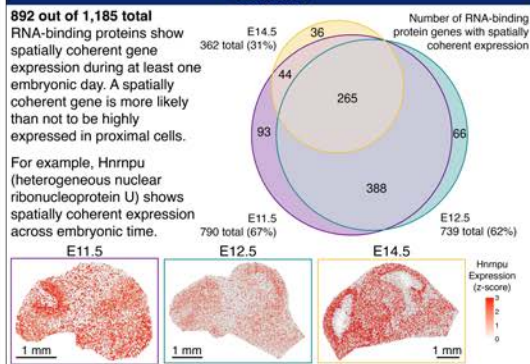 892 out of 1,185 total
RNA-binding proteins show
spatially coherent gene
expression during at least one
embryonic day. A spatially
coherent gene is more likely
than not to be highly
expressed in proximal cells.
For example, Hnrnpu
(heterogeneous nuclear
ribonucleoprotein U) shows
spatially coherent expression
across embryonic time.
Number of RNA-binding
protein genes with spatially
coherent expression
E14.5
362 total (31%)
36
44
265
93
66
388
E11.5
790 total (67%)
E12.5
739 total (62%)
E11.5
E12.5
E14.5
1 mm
1 mm
1 mm
Hnrnpu
Expression
(z-score)
3
2
1
0